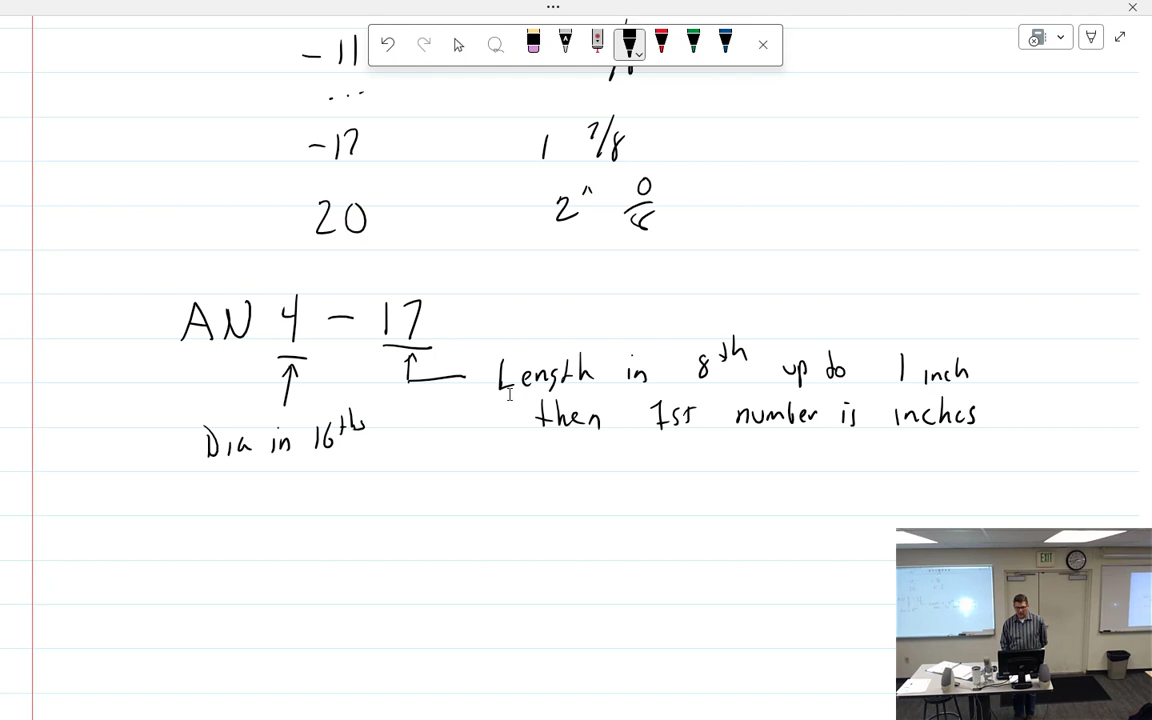 - 11
...
- 17 1 7/8
20 2" 0/8
AN 4 - 17
Length in 8th up to 1 inch
then 1st number is inches
Dia in 16ths
EXIT